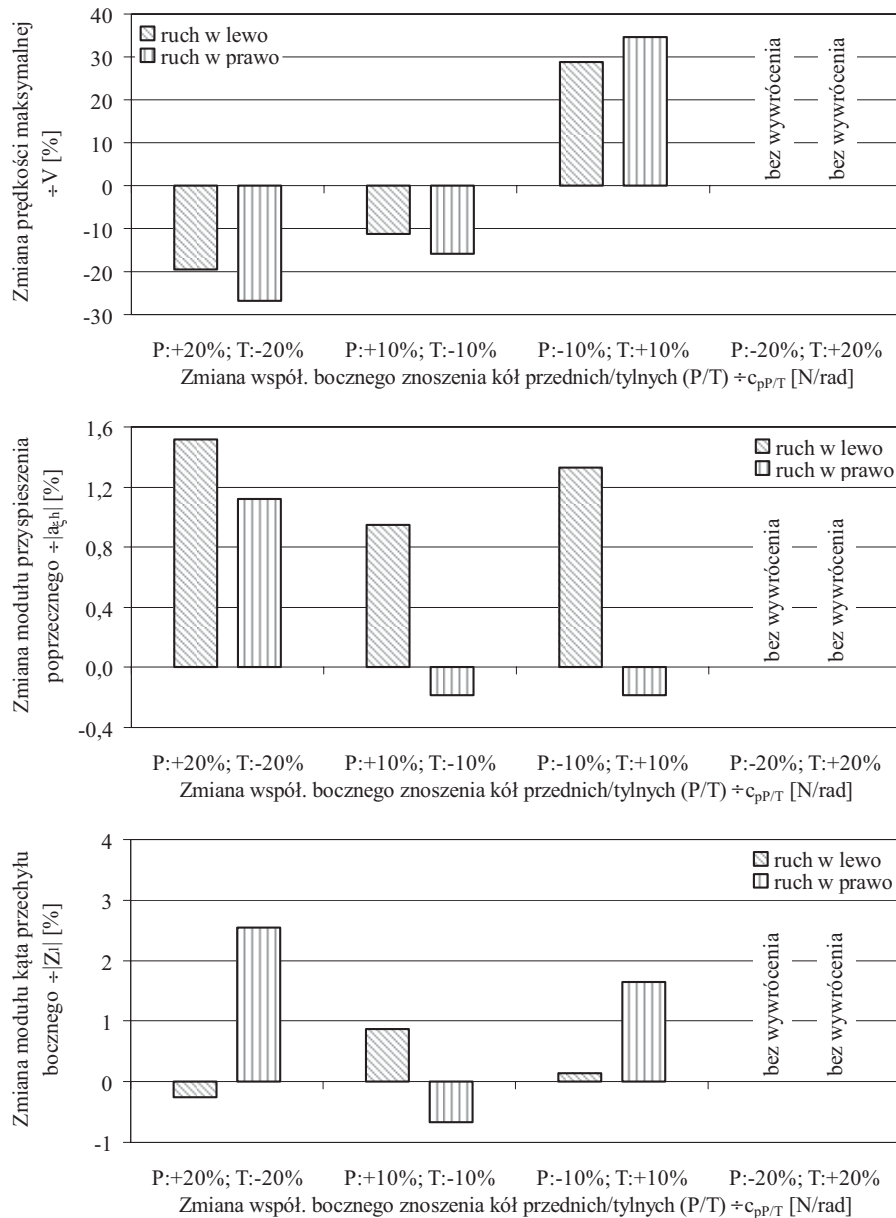 Zmiana prędkości maksymalnej
÷V [%]
40
30
20
10
0
-10
-20
-30
ruch w lewo
ruch w prawo
bez wywrócenia
bez wywrócenia
P:+20%; T:-20%
P:+10%; T:-10%
P:-10%; T:+10%
P:-20%; T:+20%
Zmiana współ. bocznego znoszenia kół przednich/tylnych (P/T) ÷cpP/T [N/rad]
Zmiana modułu przyspieszenia
poprzecznego ÷|aξh| [%]
1,6
1,2
0,8
0,4
0,0
-0,4
ruch w lewo
ruch w prawo
bez wywrócenia
bez wywrócenia
P:+20%; T:-20%
P:+10%; T:-10%
P:-10%; T:+10%
P:-20%; T:+20%
Zmiana współ. bocznego znoszenia kół przednich/tylnych (P/T) ÷cpP/T [N/rad]
Zmiana modułu kąta przechyłu
bocznego ÷|Zl| [%]
4
3
2
1
0
-1
ruch w lewo
ruch w prawo
bez wywrócenia
bez wywrócenia
P:+20%; T:-20%
P:+10%; T:-10%
P:-10%; T:+10%
P:-20%; T:+20%
Zmiana współ. bocznego znoszenia kół przednich/tylnych (P/T) ÷cpP/T [N/rad]